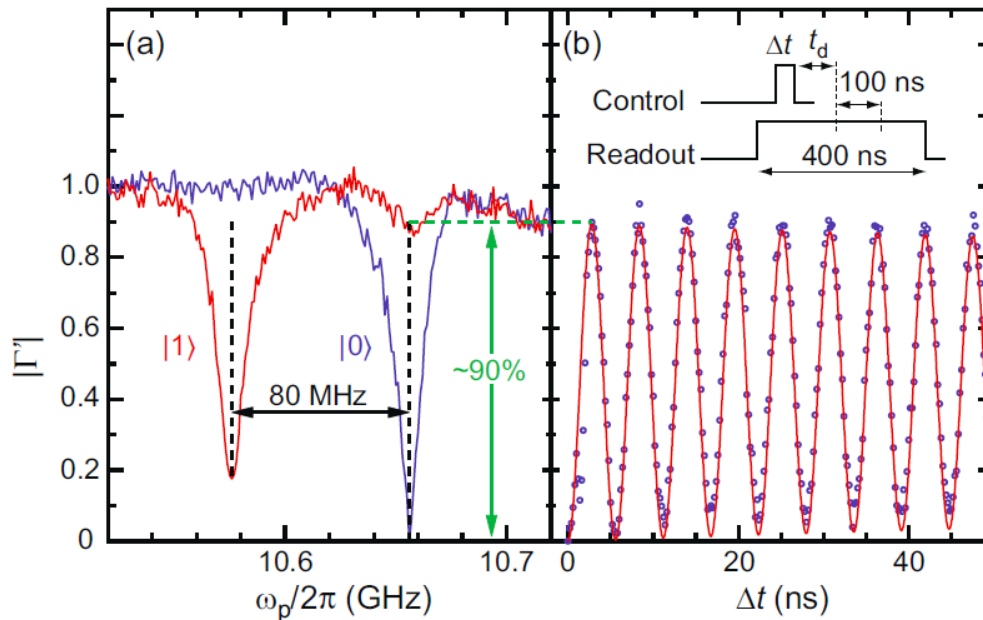 (a)
(b)
Δt
t_d
100 ns
Control
Readout
400 ns
1.0
0.8
0.6
0.4
0.2
0
|Γ'|
|1⟩
|0⟩
80 MHz
~90%
10.6
10.7
ω_p/2π (GHz)
0
20
40
Δt (ns)